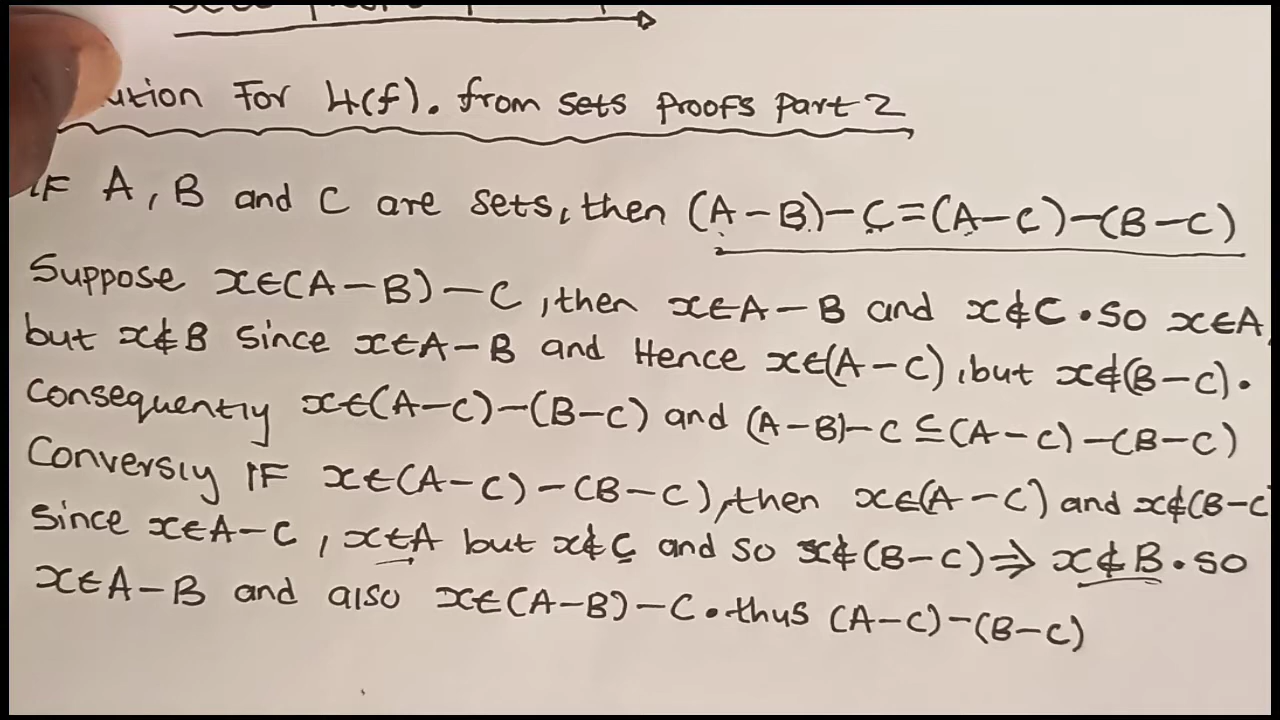 ution For 4(f). from sets Proofs Part 2
IF A, B and C are sets, then (A-B)-C=(A-C)-(B-C)
Suppose x∈(A-B)-C, then x∈A-B and x∉C. So x∈A,
but x∉B since x∈A-B and Hence x∈(A-C), but x∉(B-C).
Consequently x∈(A-C)-(B-C) and (A-B)-C⊆(A-C)-(B-C)
Conversly IF x∈(A-C)-(B-C), then x∈(A-C) and x∉(B-C
Since x∈A-C, x∈A but x∉C and so x∉(B-C)⇒x∉B. so
x∈A-B and also x∈(A-B)-C. thus (A-C)-(B-C)